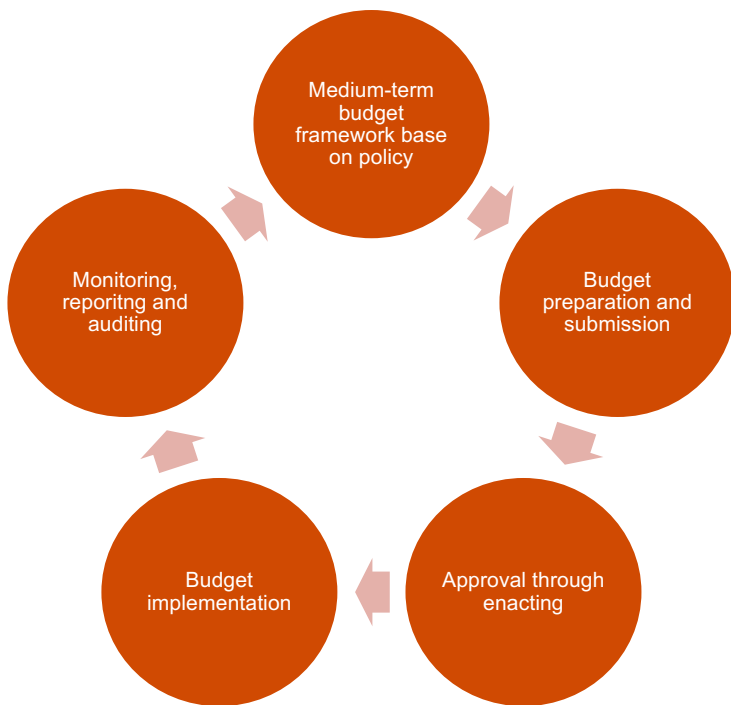 Medium-term
budget
framework base
on policy
Budget
preparation and
submission
Approval through
enacting
Budget
implementation
Monitoring,
reporitng and
auditing